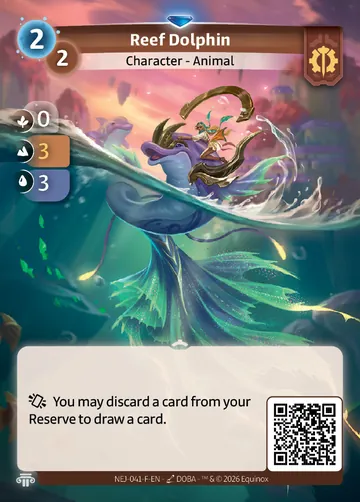 2
Reef Dolphin
2
Character - Animal
0
3
3
You may discard a card from your
Reserve to draw a card.
NEJ-041-F-EN - DOBA - ™ & © 2026 Equinox